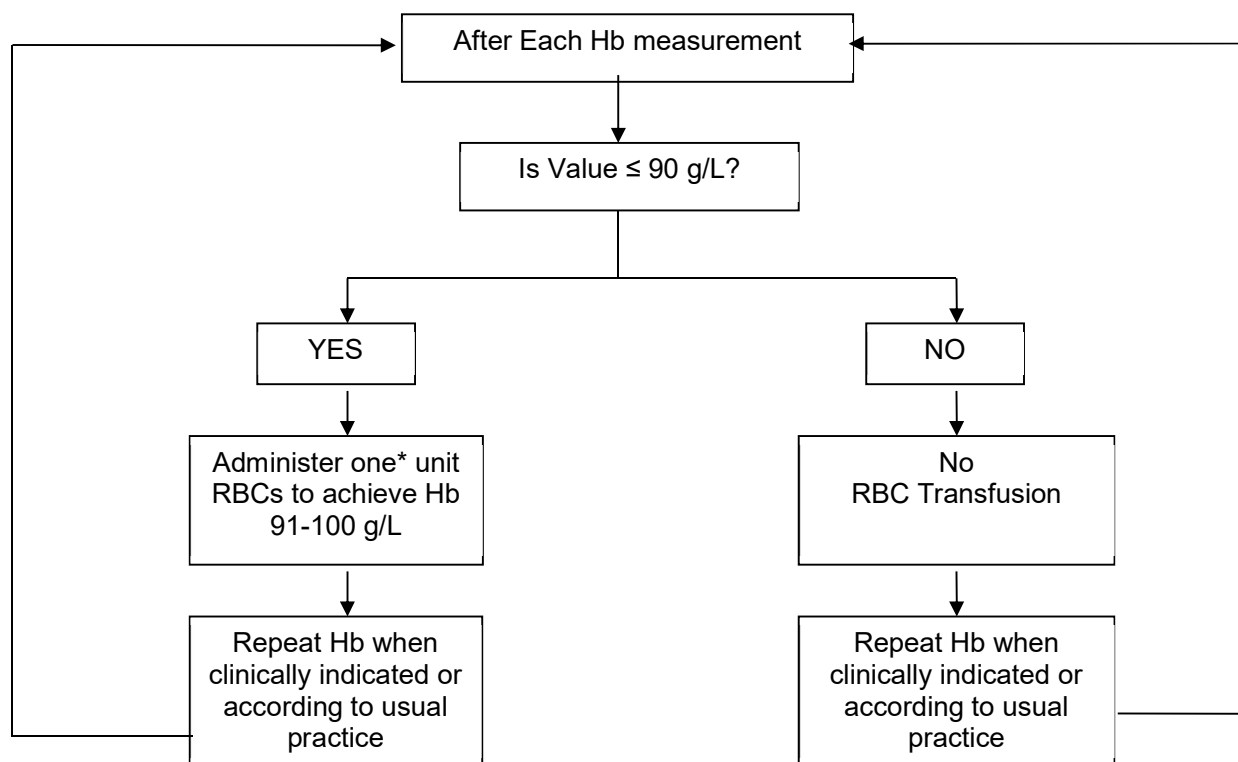 After Each Hb measurement
Is Value ≤ 90 g/L?
YES
NO
Administer one* unit
RBCs to achieve Hb
91-100 g/L
No
RBC Transfusion
Repeat Hb when
clinically indicated or
according to usual
practice
Repeat Hb when
clinically indicated or
according to usual
practice